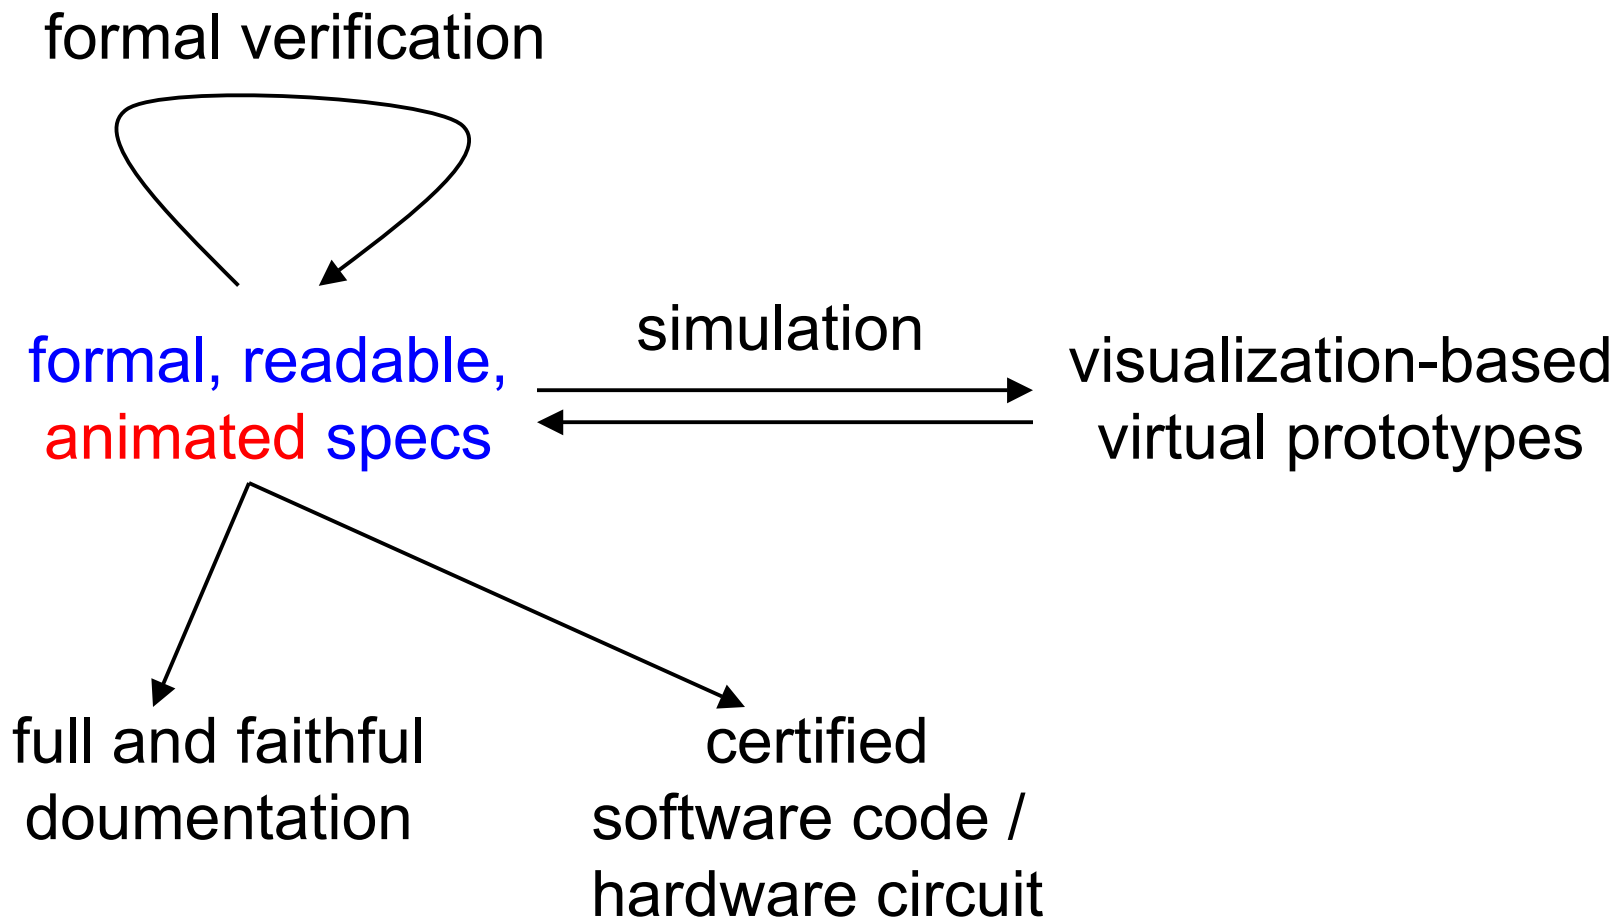 formal verification
simulation
formal, readable,
animated specs
visualization-based
virtual prototypes
full and faithful
doumentation
certified
software code /
hardware circuit